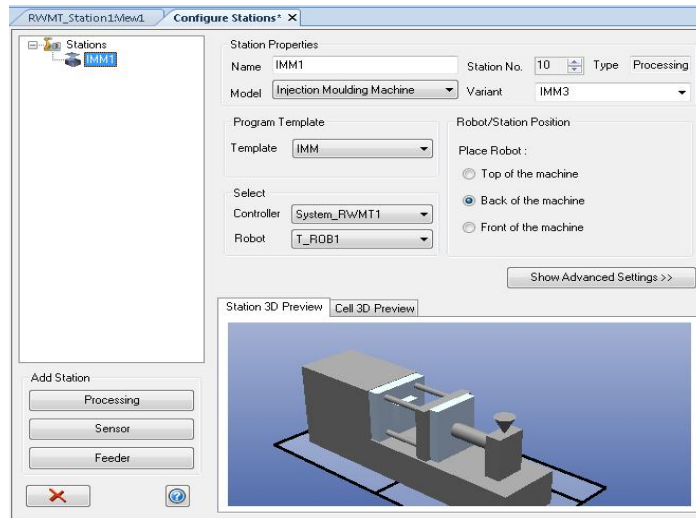 RWMT_Station1:View1 Configure Stations* X
Stations
IMM1
Station Properties
Name IMM1 Station No. 10 Type Processing
Model Injection Moulding Machine Variant IMM3
Program Template
Template IMM
Robot/Station Position
Place Robot :
Top of the machine
Back of the machine
Front of the machine
Select
Controller System_RWMT1
Robot T_ROB1
Show Advanced Settings >>
Station 3D Preview Cell 3D Preview
Add Station
Processing
Sensor
Feeder